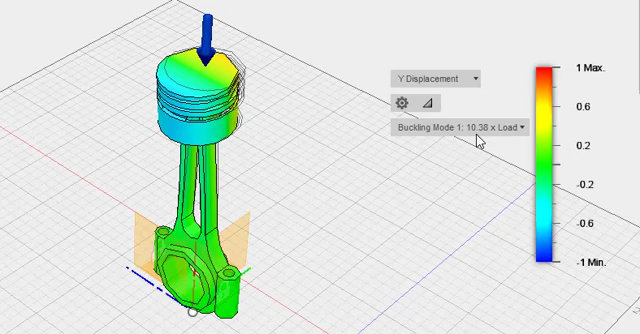 Y Displacement
Buckling Mode 1: 10.38 x Load
1 Max.
0.6
0.2
-0.2
-0.6
-1 Min.